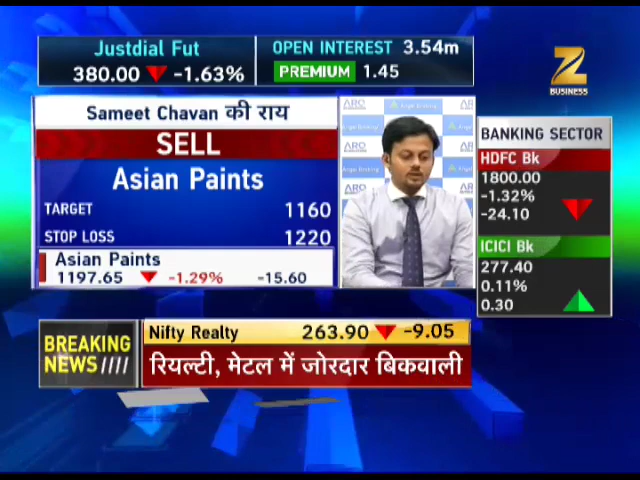 Justdial Fut
380.00 -1.63%
OPEN INTEREST 3.54m
PREMIUM 1.45
Z
BUSINESS
Sameet Chavan की राय
SELL
Asian Paints
TARGET 1160
STOP LOSS 1220
Asian Paints
1197.65 -1.29% -15.60
ARQ Angel Broking
BANKING SECTOR
HDFC Bk
1800.00
-1.32%
-24.10
ICICI Bk
277.40
0.11%
0.30
BREAKING NEWS
Nifty Realty 263.90 -9.05
रियल्टी, मेटल में जोरदार बिकवाली